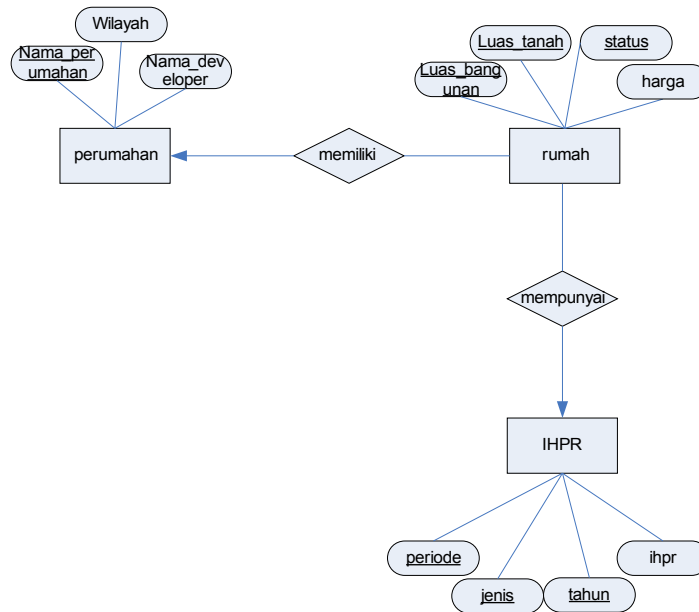 Wilayah
Nama_per
umahan
Nama_dev
eloper
Luas_tanah
status
Luas_bang
unan
harga
perumahan
memiliki
rumah
mempunyai
IHPR
periode
ihpr
jenis
tahun